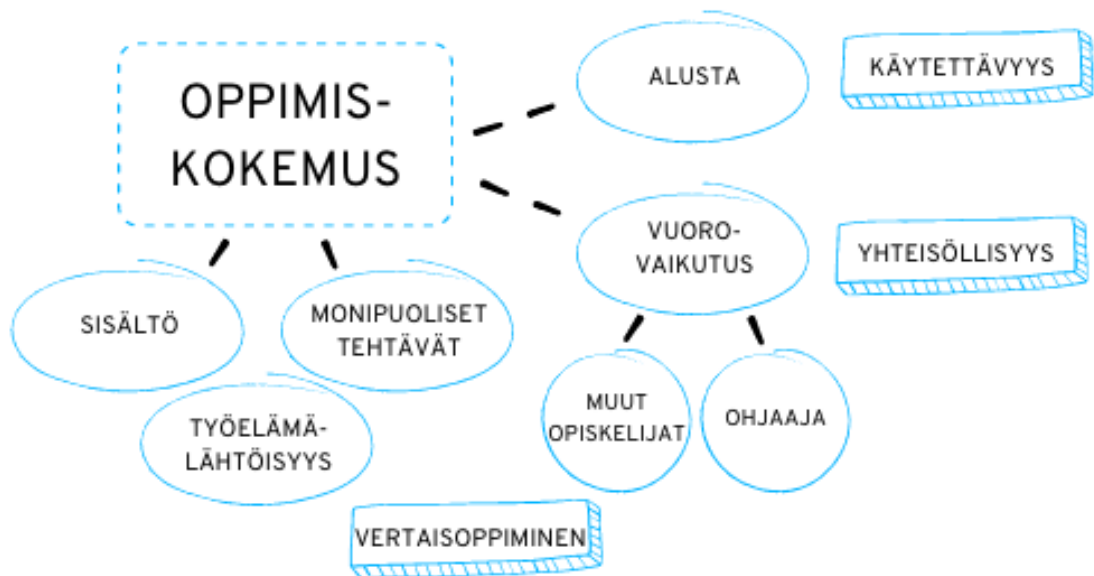 OPPIMIS-
KOKEMUS
ALUSTA
KÄYTETTÄVYYS
VUORO-
VAIKUTUS
YHTEISÖLLISYYS
SISÄLTÖ
MONIPUOLISET
TEHTÄVÄT
TYÖELÄMÄ-
LÄHTÖISYYS
MUUT
OPISKELIJAT
OHJAAJA
VERTAISOPPIMINEN